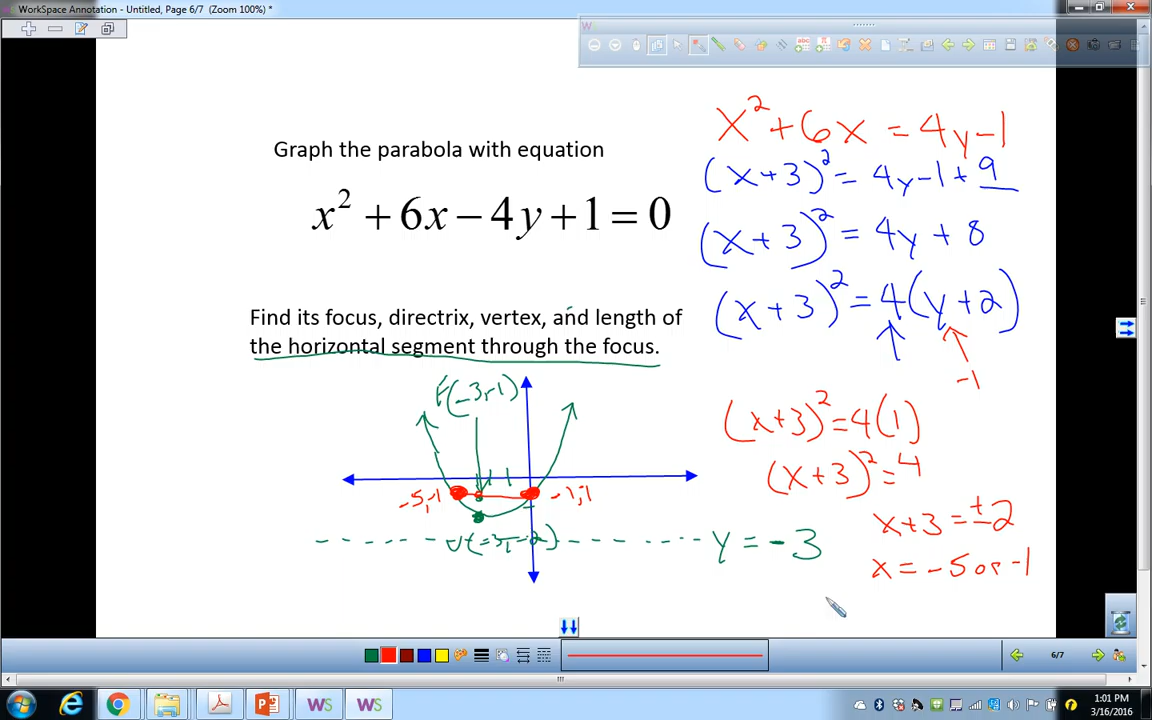 WorkSpace Annotation - Untitled, Page 6/7 (Zoom 100%) *
Graph the parabola with equation
x² + 6x − 4y + 1 = 0
Find its focus, directrix, vertex, and length of
the horizontal segment through the focus.
F(-3,-1)
-5,-1
-1,-1
V(-3,-2)
y = -3
x² + 6x = 4y - 1
(x+3)² = 4y - 1 + 9
(x+3)² = 4y + 8
(x+3)² = 4(y+2)
-1
(x+3)² = 4(1)
(x+3)² = 4
x+3 = ±2
x = -5 or -1
6/7
1:01 PM
3/16/2016